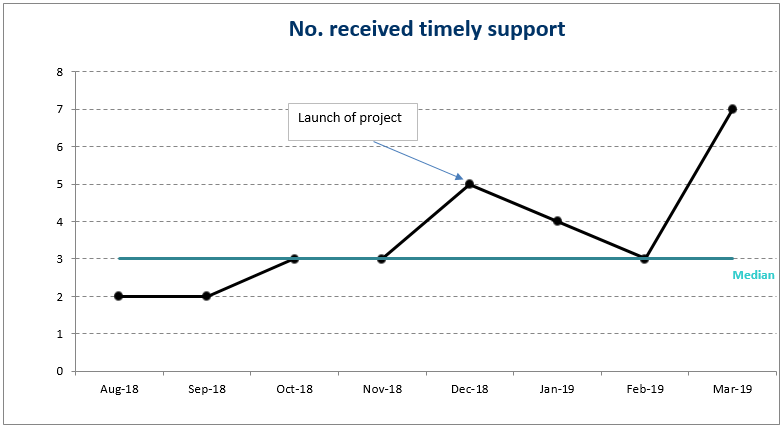 No. received timely support
8
7
6
5
4
3
2
1
0
Launch of project
Median
Aug-18 Sep-18 Oct-18 Nov-18 Dec-18 Jan-19 Feb-19 Mar-19